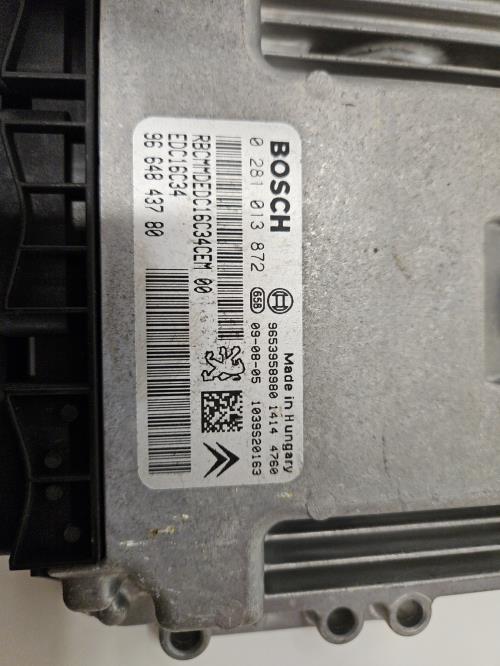 BOSCH
0 281 013 872
658
RBCMMDEDC16C34CEM 00
EDC16C34
96 648 437 80
Made in Hungary
9653958980 1414 4760
09-08-05 1039S20163